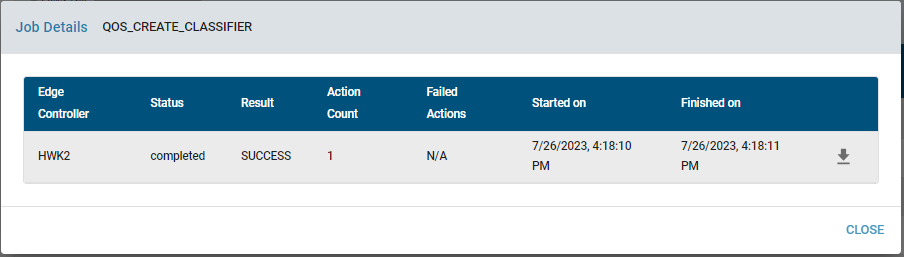 Job Details QOS_CREATE_CLASSIFIER
Edge Controller Status Result Action Count Failed Actions Started on Finished on
HWK2 completed SUCCESS 1 N/A 7/26/2023, 4:18:10 PM 7/26/2023, 4:18:11 PM
CLOSE